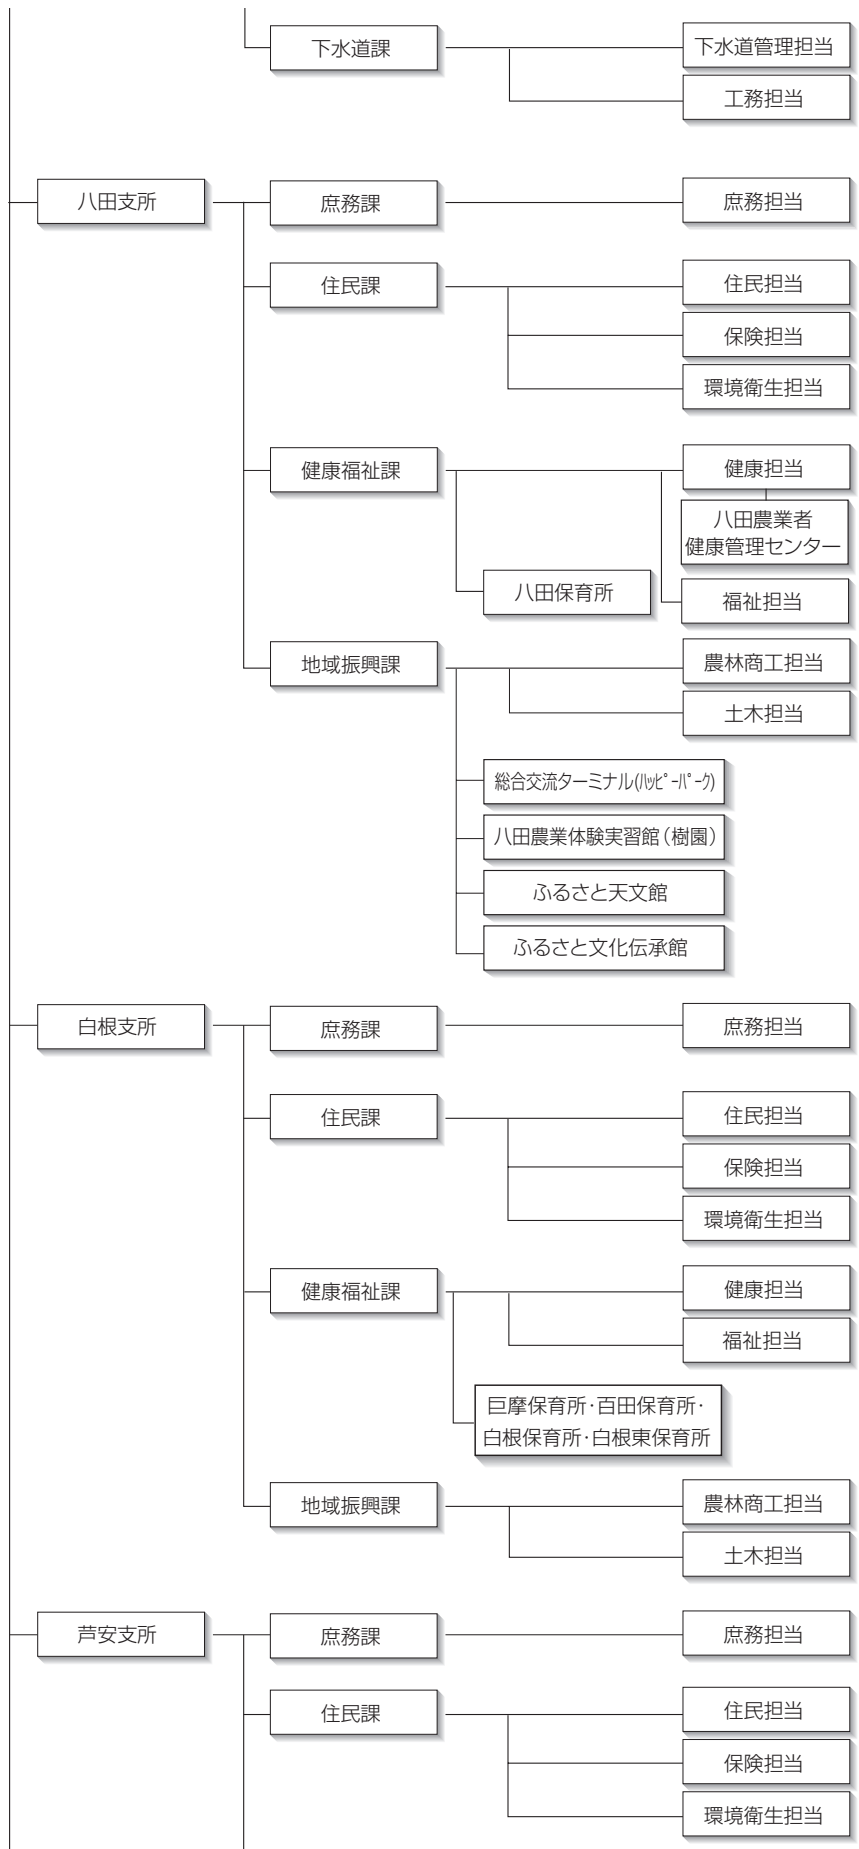 下水道課
下水道管理担当
工務担当
八田支所
庶務課
庶務担当
住民課
住民担当
保険担当
環境衛生担当
健康福祉課
健康担当
八田農業者
健康管理センター
八田保育所
福祉担当
地域振興課
農林商工担当
土木担当
総合交流ターミナル(ﾊｯﾋﾟｰﾊﾟｰｸ)
八田農業体験実習館（樹園）
ふるさと天文館
ふるさと文化伝承館
白根支所
庶務課
庶務担当
住民課
住民担当
保険担当
環境衛生担当
健康福祉課
健康担当
福祉担当
巨摩保育所･百田保育所･
白根保育所･白根東保育所
地域振興課
農林商工担当
土木担当
芦安支所
庶務課
庶務担当
住民課
住民担当
保険担当
環境衛生担当